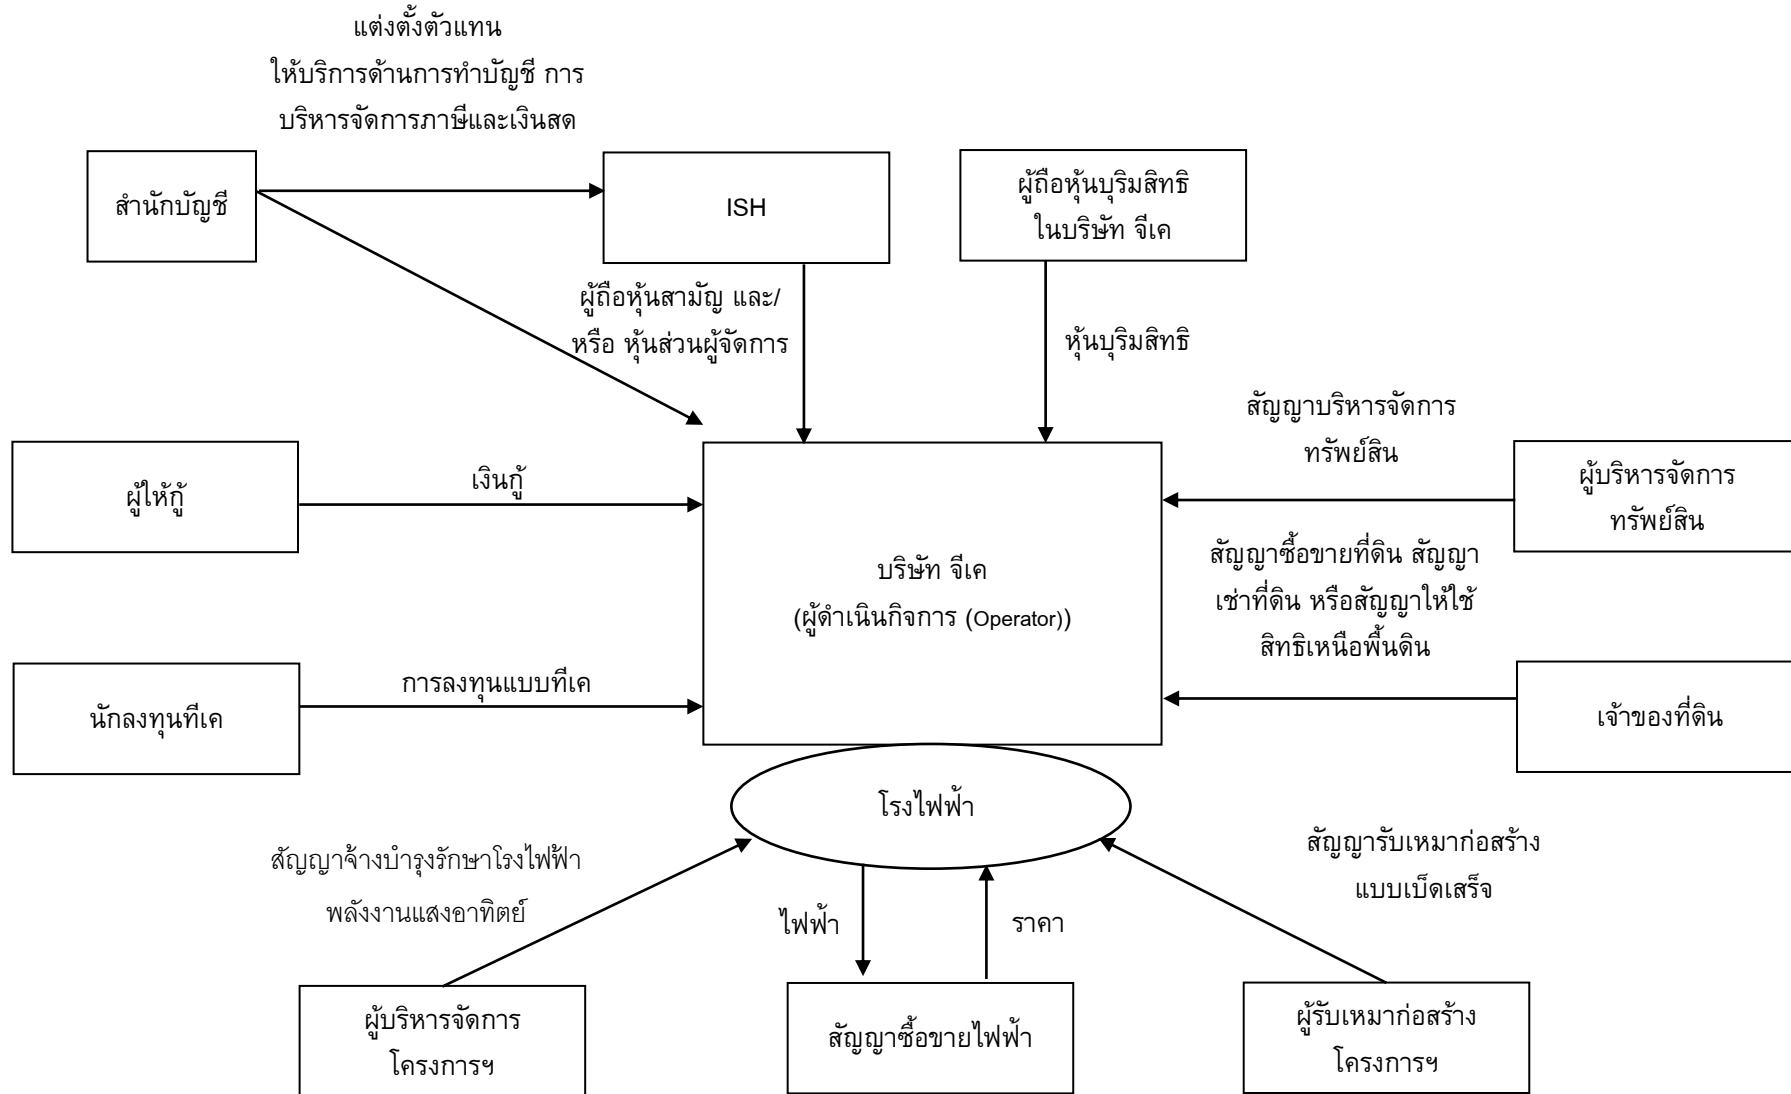 แต่งตั้งตัวแทน
ให้บริการด้านการทำบัญชี การ
บริหารจัดการภาษีและเงินสด
สำนักบัญชี
ISH
ผู้ถือหุ้นบุริมสิทธิ
ในบริษัท จีเค
ผู้ถือหุ้นสามัญ และ/
หรือ หุ้นส่วนผู้จัดการ
หุ้นบุริมสิทธิ
สัญญาบริหารจัดการ
ทรัพย์สิน
ผู้ให้กู้
เงินกู้
ผู้บริหารจัดการ
ทรัพย์สิน
บริษัท จีเค
(ผู้ดำเนินกิจการ (Operator))
สัญญาซื้อขายที่ดิน สัญญา
เช่าที่ดิน หรือสัญญาให้ใช้
สิทธิเหนือพื้นดิน
นักลงทุนทีเค
การลงทุนแบบทีเค
เจ้าของที่ดิน
โรงไฟฟ้า
สัญญาจ้างบำรุงรักษาโรงไฟฟ้า
พลังงานแสงอาทิตย์
ไฟฟ้า
ราคา
สัญญารับเหมาก่อสร้าง
แบบเบ็ดเสร็จ
ผู้บริหารจัดการ
โครงการฯ
สัญญาซื้อขายไฟฟ้า
ผู้รับเหมาก่อสร้าง
โครงการฯ